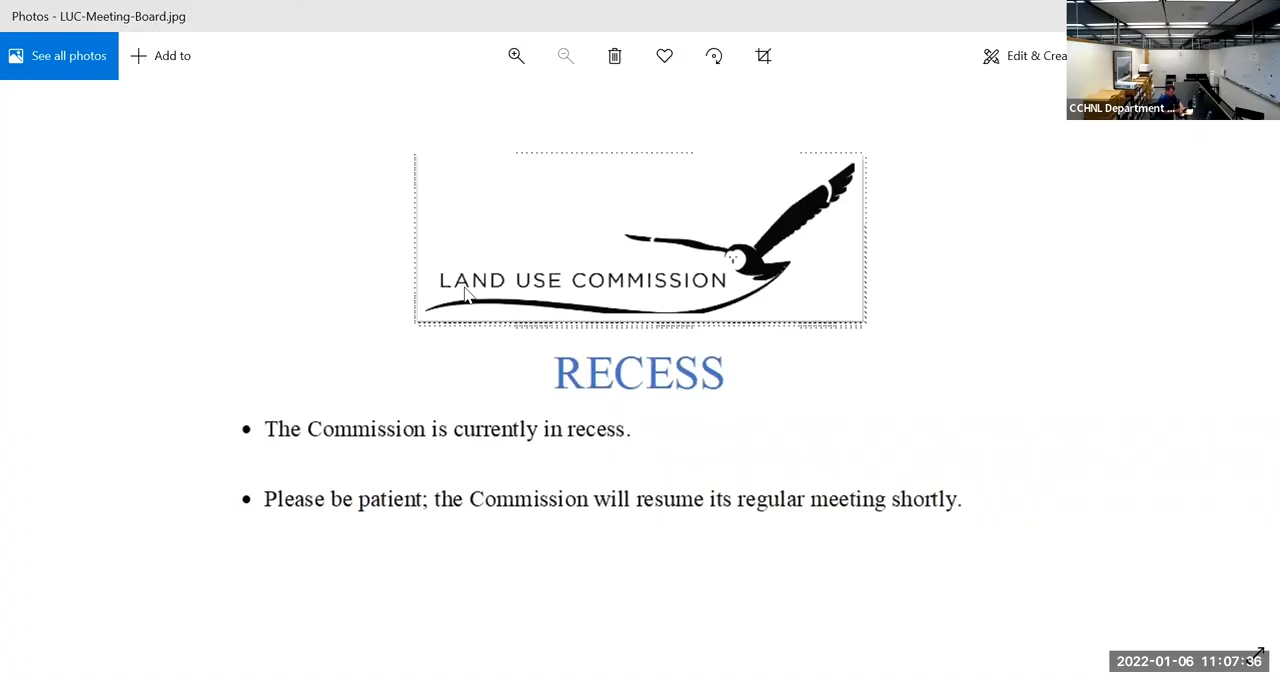 Photos - LUC-Meeting-Board.jpg
See all photos
Add to
Edit & Crea
CCHNL Department ...
LAND USE COMMISSION
RECESS
• The Commission is currently in recess.
• Please be patient; the Commission will resume its regular meeting shortly.
2022-01-06 11:07:36